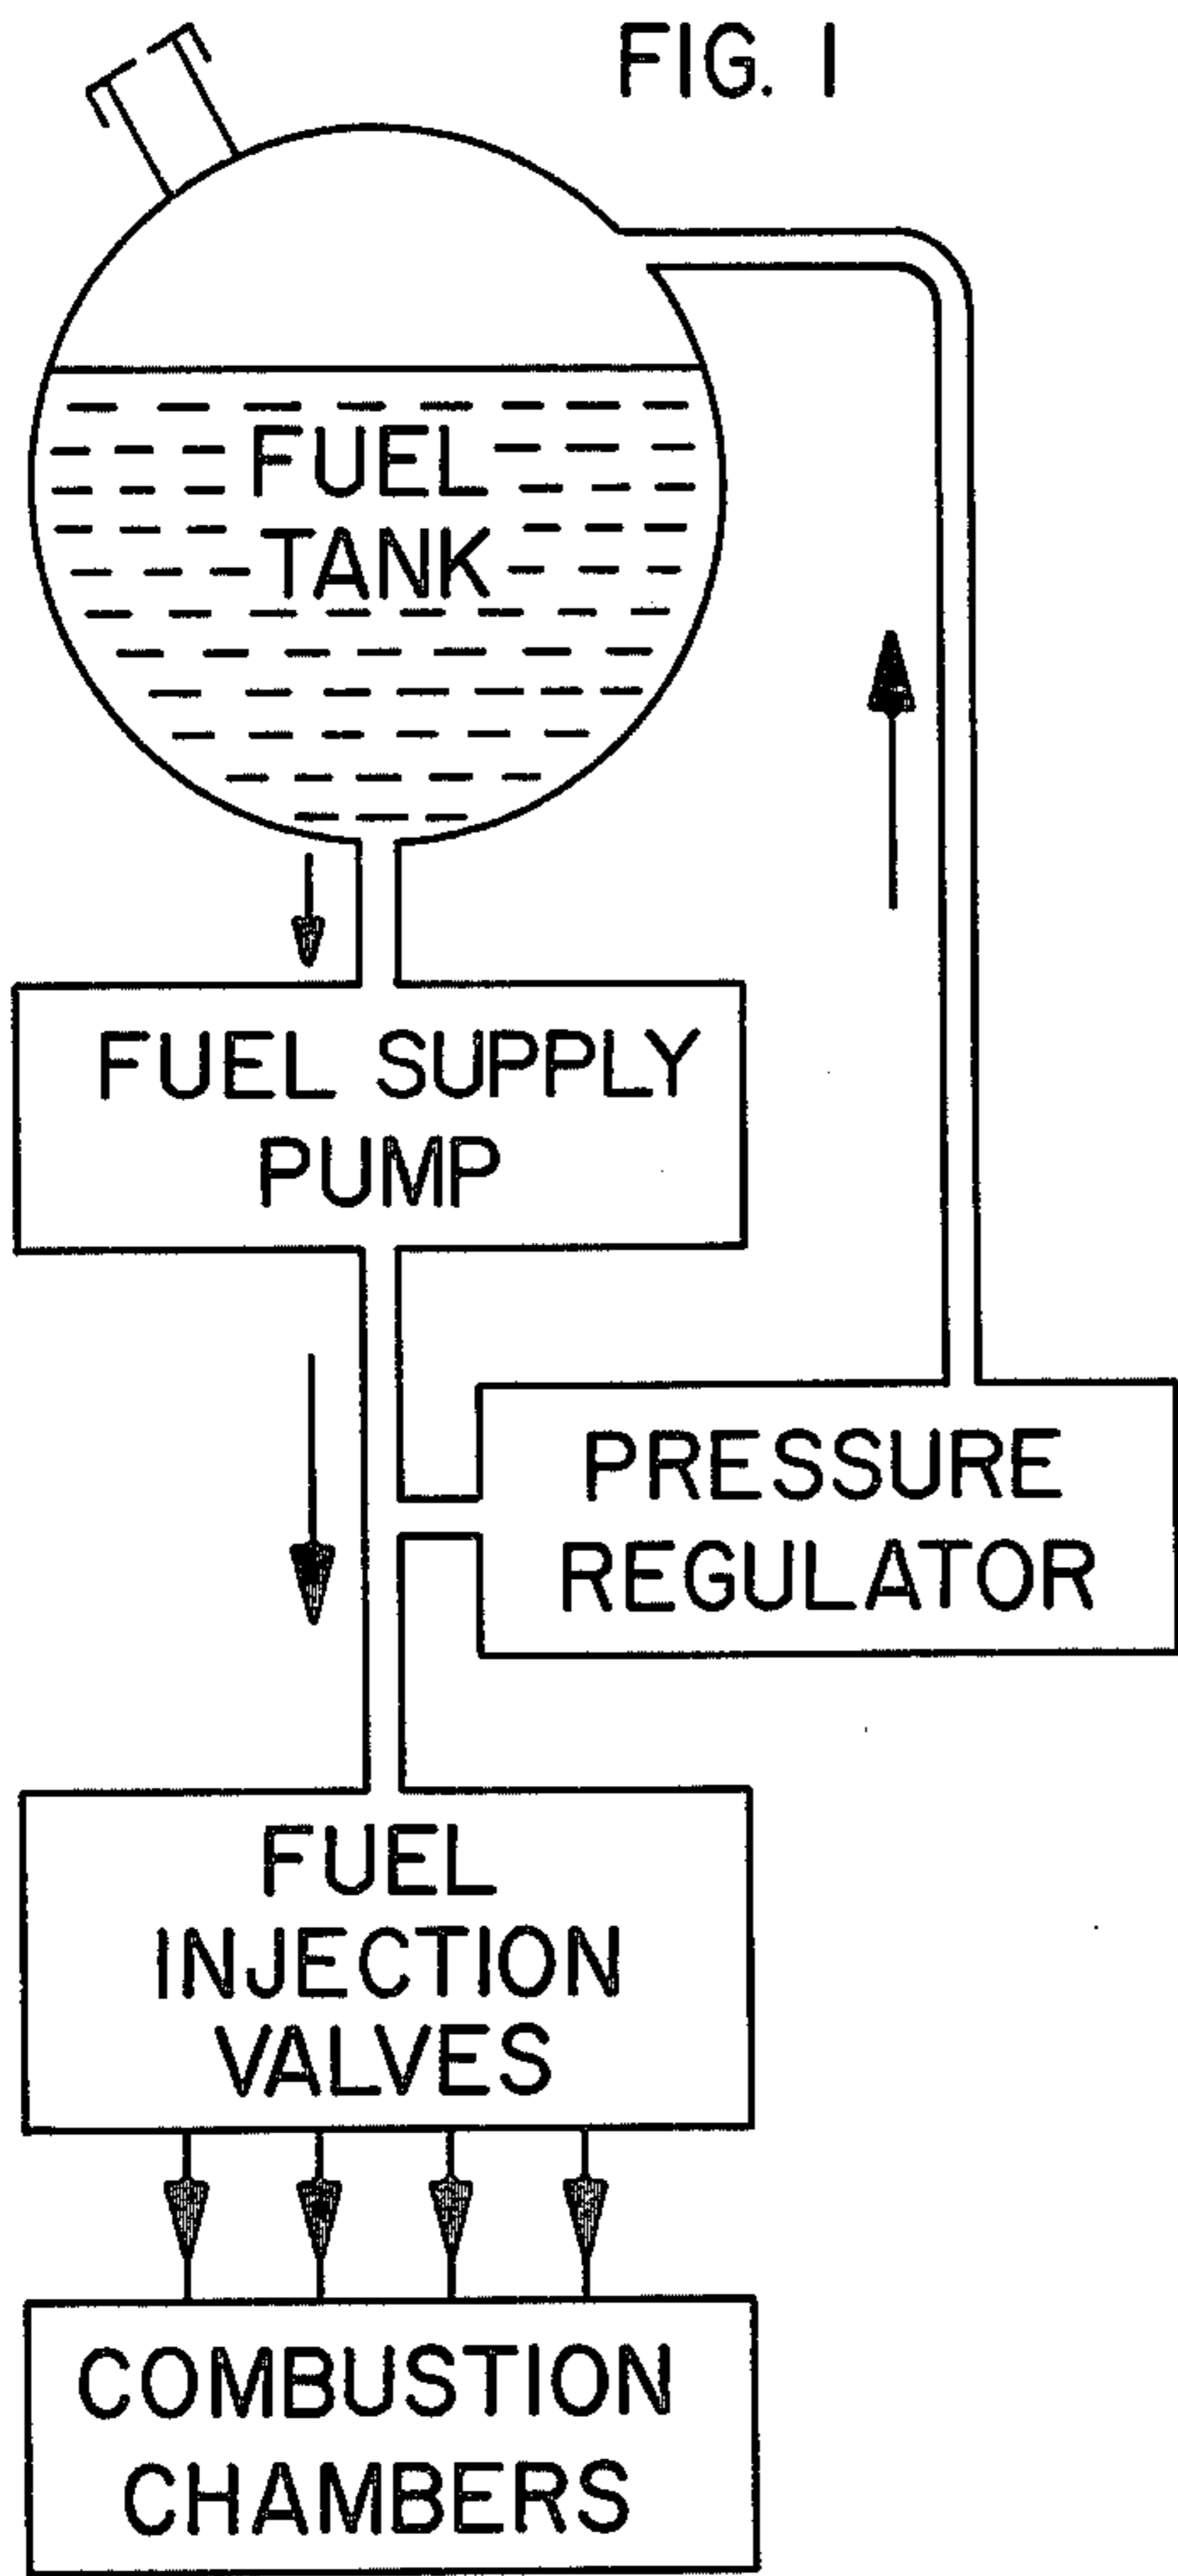 FIG. 1
FUEL
TANK
FUEL SUPPLY
PUMP
PRESSURE
REGULATOR
FUEL
INJECTION
VALVES
COMBUSTION
CHAMBERS